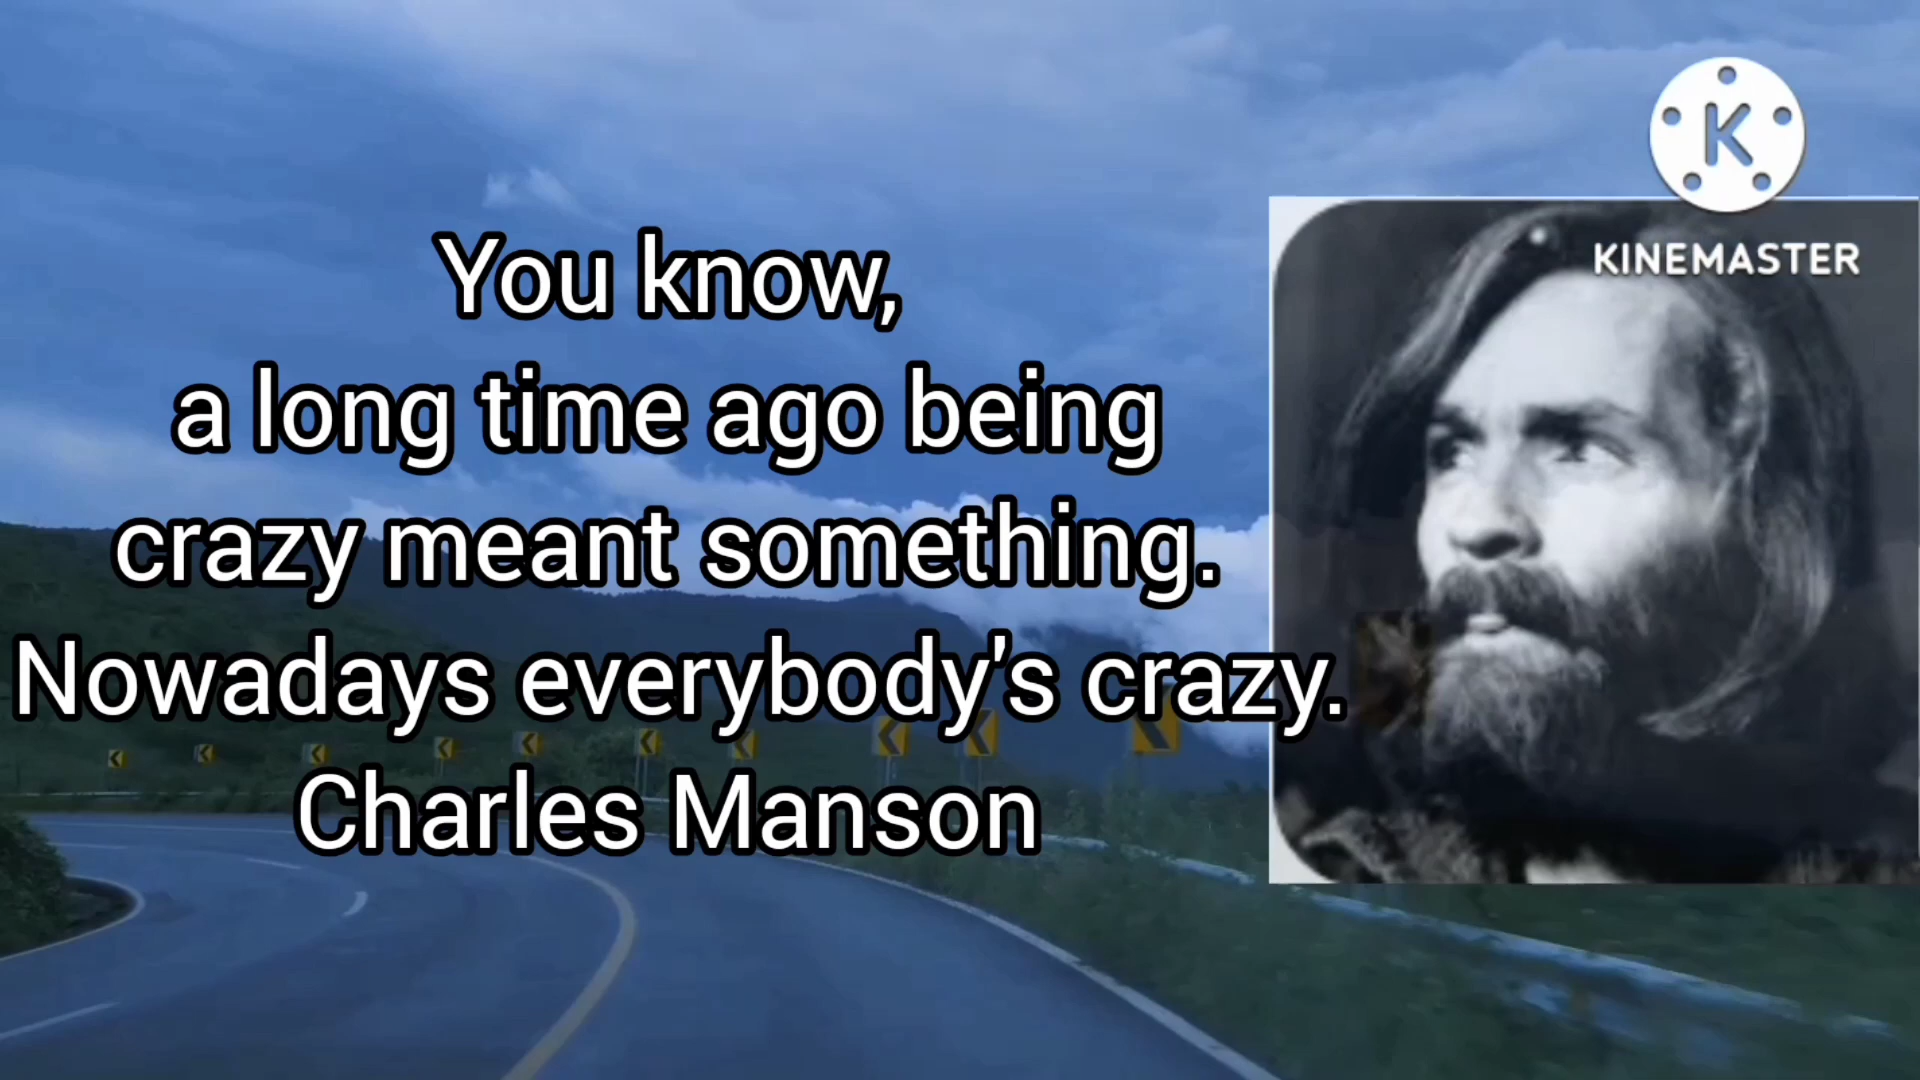 K
KINEMASTER
You know,
a long time ago being
crazy meant something.
Nowadays everybody's crazy.
Charles Manson